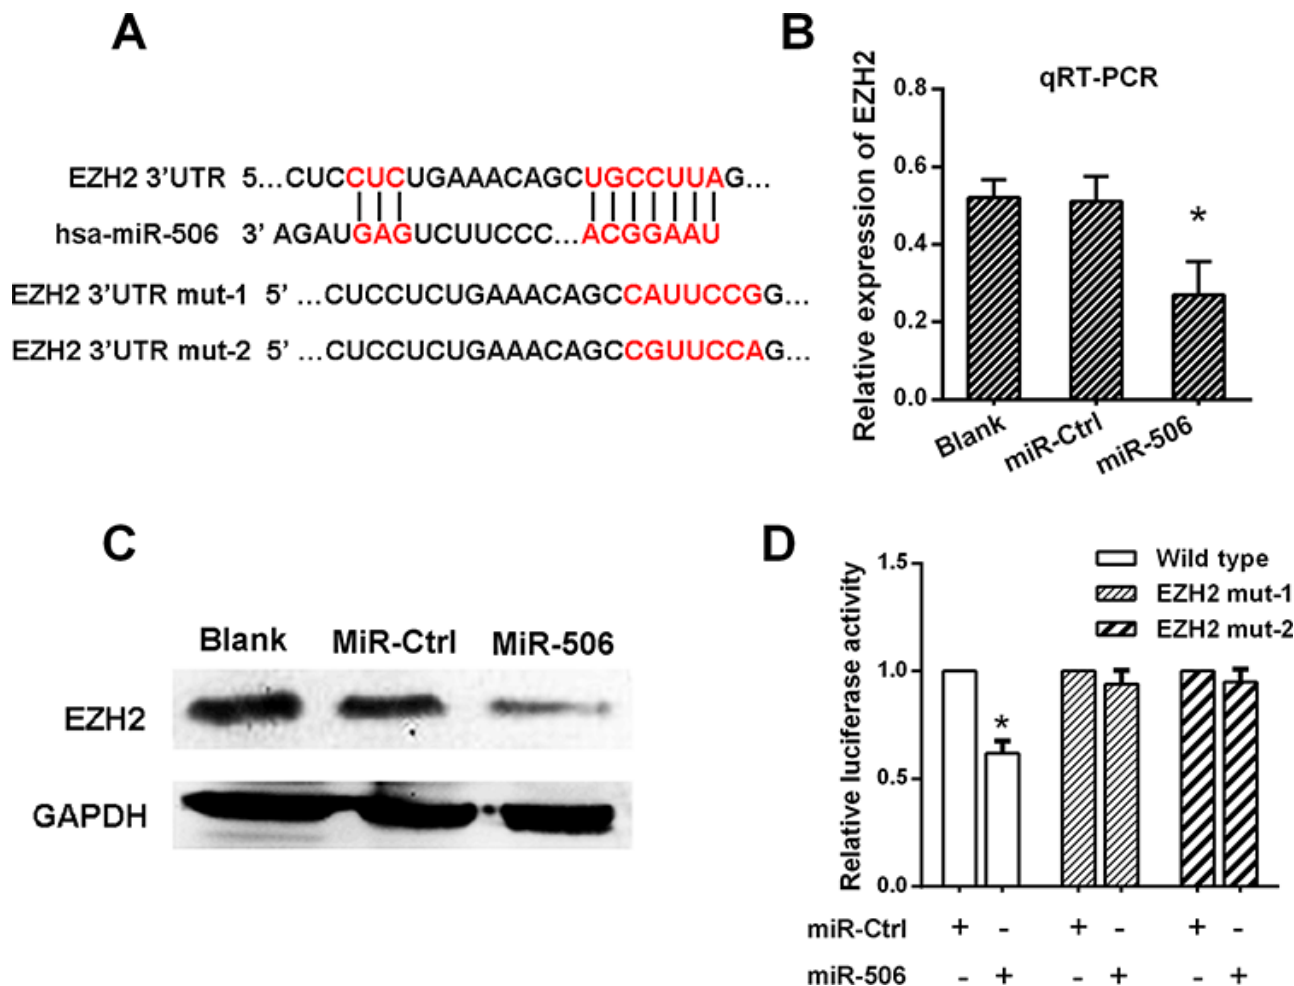 A
EZH2 3'UTR 5...CUCCUCUGAAACAGCUGCCUUAG...
hsa-miR-506 3' AGAUGAGUCUUCCC...ACGGAAU
EZH2 3'UTR mut-1 5' ...CUCCUCUGAAACAGCCAUUCCGG...
EZH2 3'UTR mut-2 5' ...CUCCUCUGAAACAGCCGUUCCAG...
B
qRT-PCR
Relative expression of EZH2
0.8
0.6
0.4
0.2
0.0
*
Blank
miR-Ctrl
miR-506
C
Blank MiR-Ctrl MiR-506
EZH2
GAPDH
D
Wild type
EZH2 mut-1
EZH2 mut-2
Relative luciferase activity
1.5
1.0
0.5
0.0
*
miR-Ctrl + - + - + -
miR-506 - + - + - +